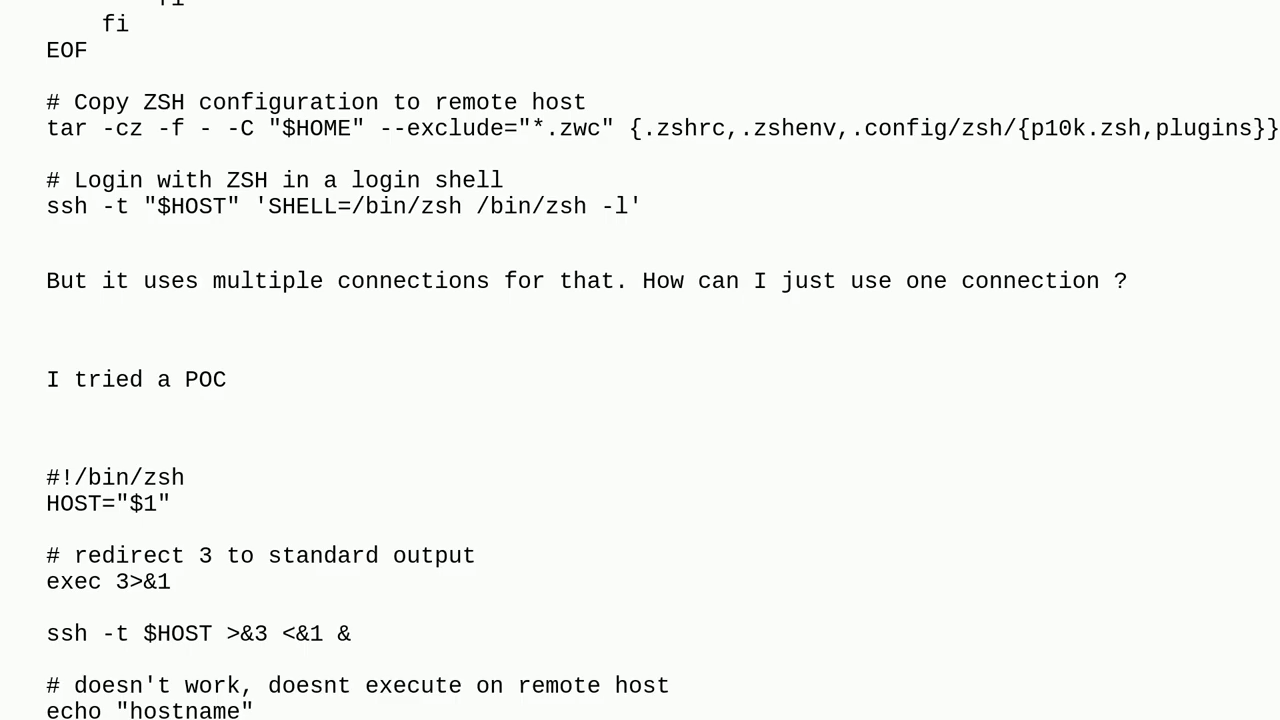 fi
fi
EOF
# Copy ZSH configuration to remote host
tar -cz -f - -C "$HOME" --exclude="*.zwc" {.zshrc,.zshenv,.config/zsh/{p10k.zsh,plugins}}
# Login with ZSH in a login shell
ssh -t "$HOST" 'SHELL=/bin/zsh /bin/zsh -l'
But it uses multiple connections for that. How can I just use one connection ?
I tried a POC
#!/bin/zsh
HOST="$1"
# redirect 3 to standard output
exec 3>&1
ssh -t $HOST >&3 <&1 &
# doesn't work, doesnt execute on remote host
echo "hostname"